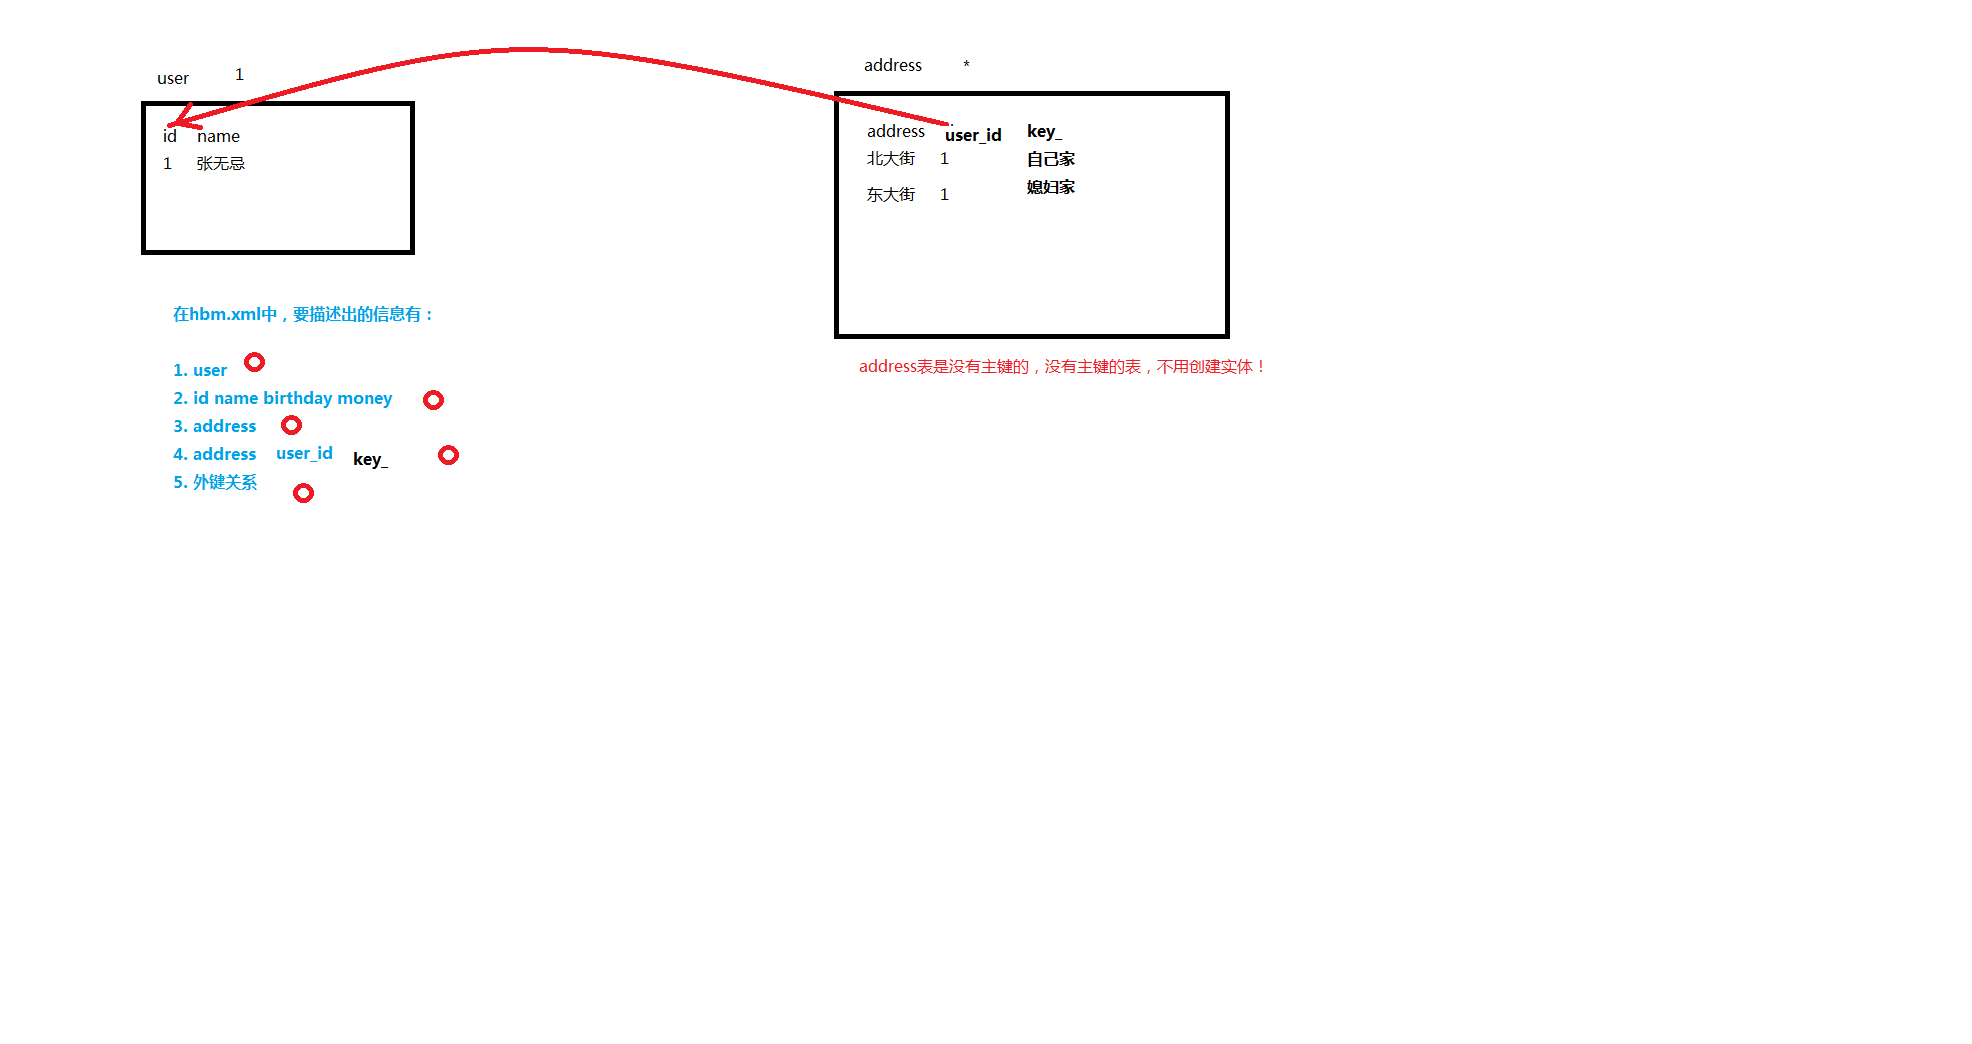 user 1
id name
1 张无忌
address *
address user_id key_
北大街 1 自己家
东大街 1 媳妇家
address表是没有主键的，没有主键的表，不用创建实体！
在hbm.xml中，要描述出的信息有：
1. user
2. id name birthday money
3. address
4. address user_id key_
5. 外键关系